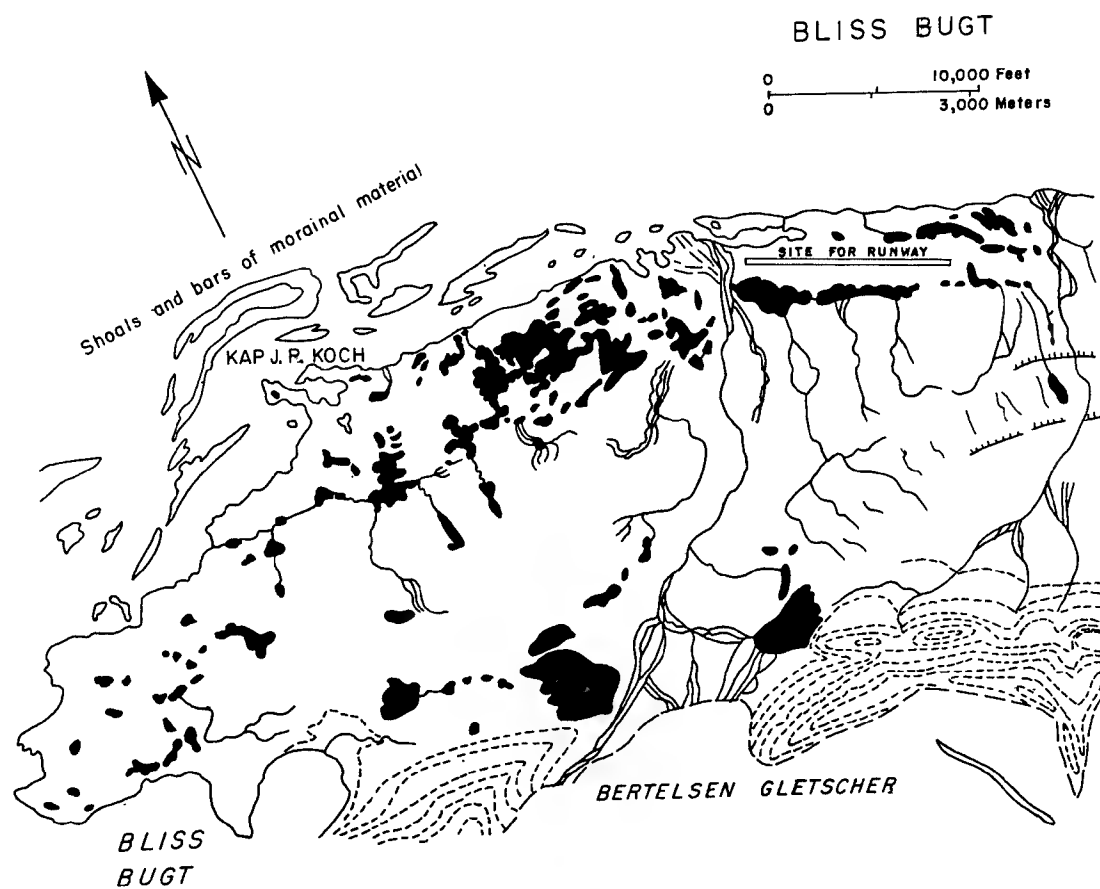 BLISS BUGT
0 10,000 Feet
0 3,000 Meters
N
Shoals and bars of morainal material
SITE FOR RUNWAY
KAP J. P. KOCH
BERTELSEN GLETSCHER
BLISS
BUGT